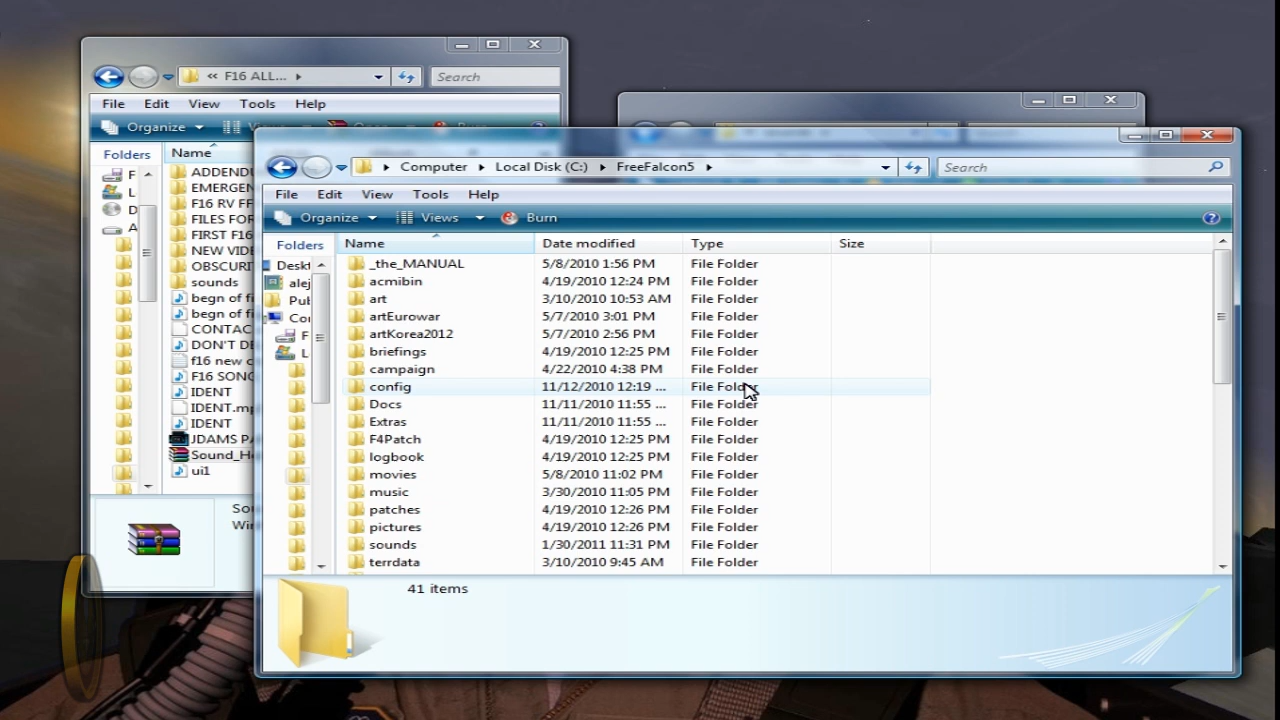 « F16 ALL...
Search
File Edit View Tools Help
Organize
Folders
Name
ADDEND
EMERGEN
F16 RV FF
FILES FOR
FIRST F16
NEW VID
OBSCURI
sounds
begn of fi
begn of fi
CONTAC
DON'T DE
f16 new c
F16 SONG
IDENT
IDENT.mp
IDENT
JDAMS PA
Sound_He
ui1
Computer Local Disk (C:) FreeFalcon5
Search
File Edit View Tools Help
Organize Views Burn
Folders Name Date modified Type Size
Deskt
alej
Pub
Co
F
L
_the_MANUAL 5/8/2010 1:56 PM File Folder
acmibin 4/19/2010 12:24 PM File Folder
art 3/10/2010 10:53 AM File Folder
artEurowar 5/7/2010 3:01 PM File Folder
artKorea2012 5/7/2010 2:56 PM File Folder
briefings 4/19/2010 12:25 PM File Folder
campaign 4/22/2010 4:38 PM File Folder
config 11/12/2010 12:19 ... File Folder
Docs 11/11/2010 11:55 ... File Folder
Extras 11/11/2010 11:55 ... File Folder
F4Patch 4/19/2010 12:25 PM File Folder
logbook 4/19/2010 12:25 PM File Folder
movies 5/8/2010 11:02 PM File Folder
music 3/30/2010 11:05 PM File Folder
patches 4/19/2010 12:26 PM File Folder
pictures 4/19/2010 12:26 PM File Folder
sounds 1/30/2011 11:31 PM File Folder
terrdata 3/10/2010 9:45 AM File Folder
41 items